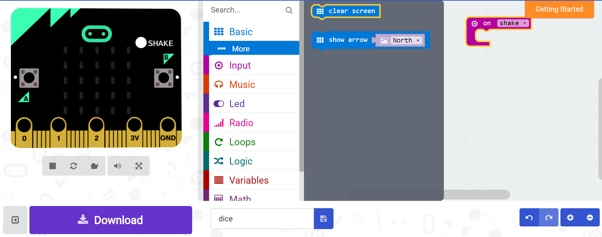 SHAKE
B
A
0 1 2 3V GND
Download
Search...
Basic
More
Input
Music
Led
Radio
Loops
Logic
Variables
Math
clear screen
show arrow North
on shake
Getting Started
dice